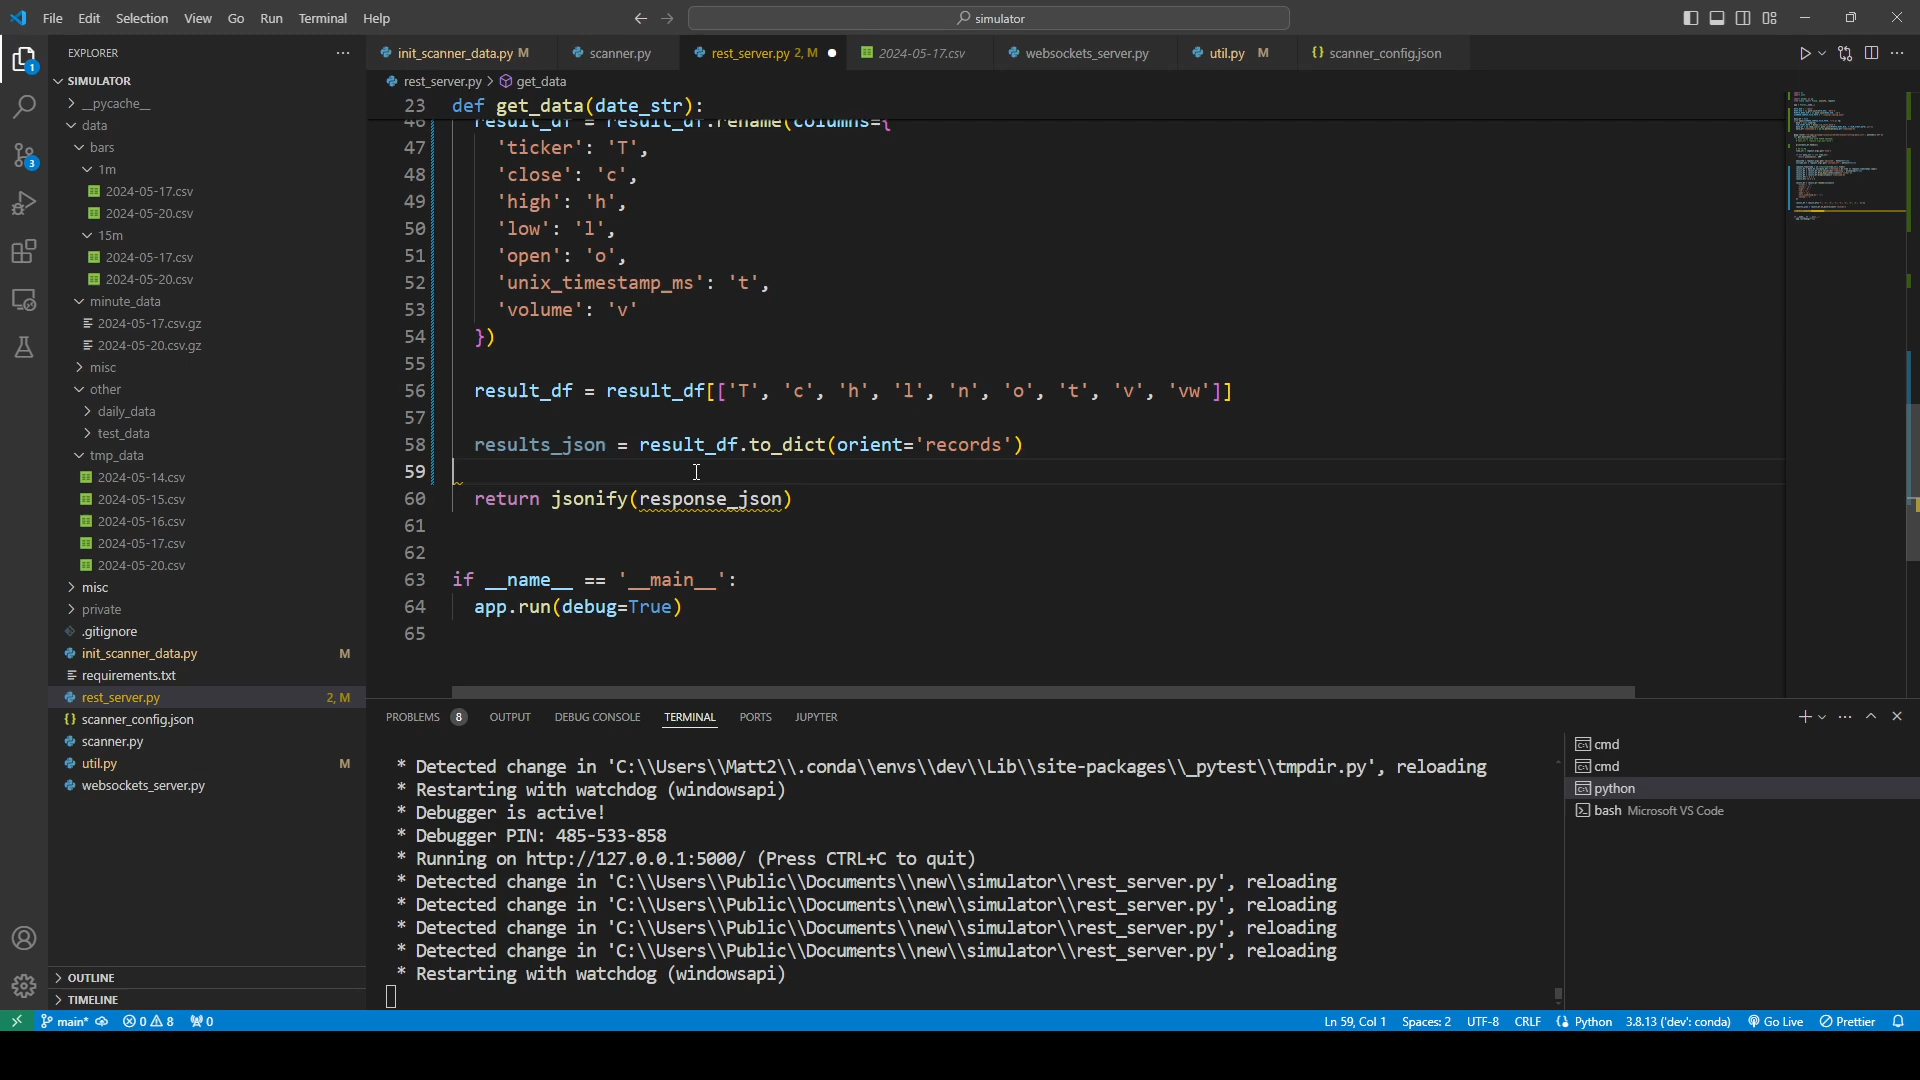 File Edit Selection View Go Run Terminal Help
simulator
EXPLORER
init_scanner_data.py M
scanner.py
rest_server.py 2, M
2024-05-17.csv
websockets_server.py
util.py M
scanner_config.json
rest_server.py > get_data
SIMULATOR
__pycache__
data
bars
1m
2024-05-17.csv
2024-05-20.csv
15m
2024-05-17.csv
2024-05-20.csv
minute_data
2024-05-17.csv.gz
2024-05-20.csv.gz
misc
other
daily_data
test_data
tmp_data
2024-05-14.csv
2024-05-15.csv
2024-05-16.csv
2024-05-17.csv
2024-05-20.csv
misc
private
.gitignore
init_scanner_data.py M
requirements.txt
rest_server.py 2, M
scanner_config.json
scanner.py
util.py M
websockets_server.py
OUTLINE
TIMELINE
23 def get_data(date_str):
46 result_df = result_df.rename(columns={
47 'ticker': 'T',
48 'close': 'c',
49 'high': 'h',
50 'low': 'l',
51 'open': 'o',
52 'unix_timestamp_ms': 't',
53 'volume': 'v'
54 })
55
56 result_df = result_df[['T', 'c', 'h', 'l', 'n', 'o', 't', 'v', 'vw']]
57
58 results_json = result_df.to_dict(orient='records')
59
60 return jsonify(response_json)
61
62
63 if __name__ == '__main__':
64 app.run(debug=True)
65
PROBLEMS 8 OUTPUT DEBUG CONSOLE TERMINAL PORTS JUPYTER
* Detected change in 'C:\\Users\\Matt2\\.conda\\envs\\dev\\Lib\\site-packages\\_pytest\\tmpdir.py', reloading
* Restarting with watchdog (windowsapi)
* Debugger is active!
* Debugger PIN: 485-533-858
* Running on http://127.0.0.1:5000/ (Press CTRL+C to quit)
* Detected change in 'C:\\Users\\Public\\Documents\\new\\simulator\\rest_server.py', reloading
* Detected change in 'C:\\Users\\Public\\Documents\\new\\simulator\\rest_server.py', reloading
* Detected change in 'C:\\Users\\Public\\Documents\\new\\simulator\\rest_server.py', reloading
* Detected change in 'C:\\Users\\Public\\Documents\\new\\simulator\\rest_server.py', reloading
* Restarting with watchdog (windowsapi)
cmd
cmd
python
bash Microsoft VS Code
1
3
main* 0 8 0
Ln 59, Col 1 Spaces: 2 UTF-8 CRLF Python 3.8.13 ('dev': conda) Go Live Prettier